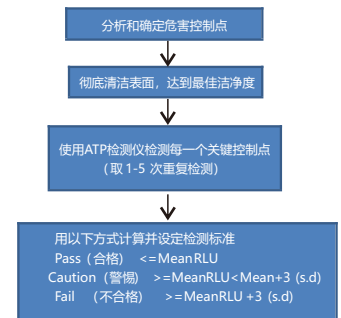 分析和确定危害控制点
彻底清洁表面，达到最佳洁净度
使用ATP检测仪检测每一个关键控制点
（取 1-5 次重复检测）
用以下方式计算并设定检测标准
Pass（合格） <=MeanRLU
Caution（警惕） >=MeanRLU<Mean+3 (s.d)
Fail （不合格） >=MeanRLU +3 (s.d)